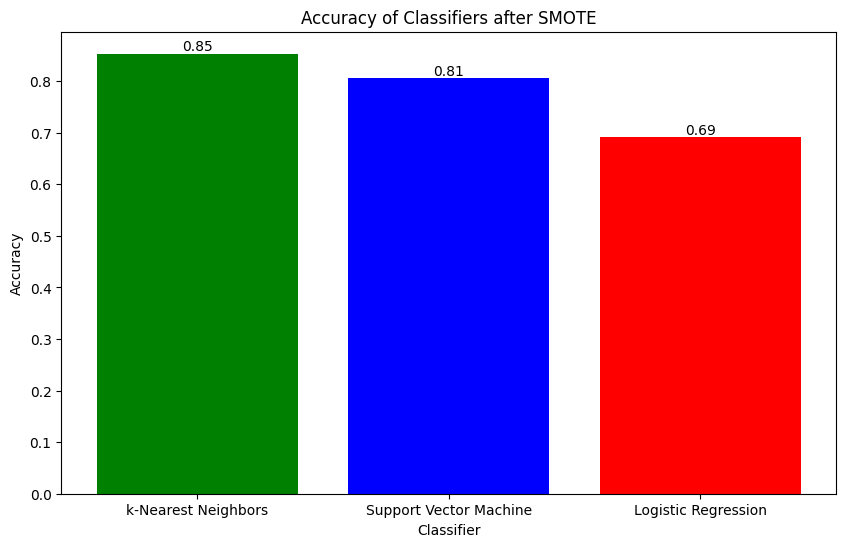 Accuracy of Classifiers after SMOTE
0.85
0.81
0.69
0.8
0.7
0.6
0.5
0.4
0.3
0.2
0.1
0.0
Accuracy
k-Nearest Neighbors
Support Vector Machine
Logistic Regression
Classifier